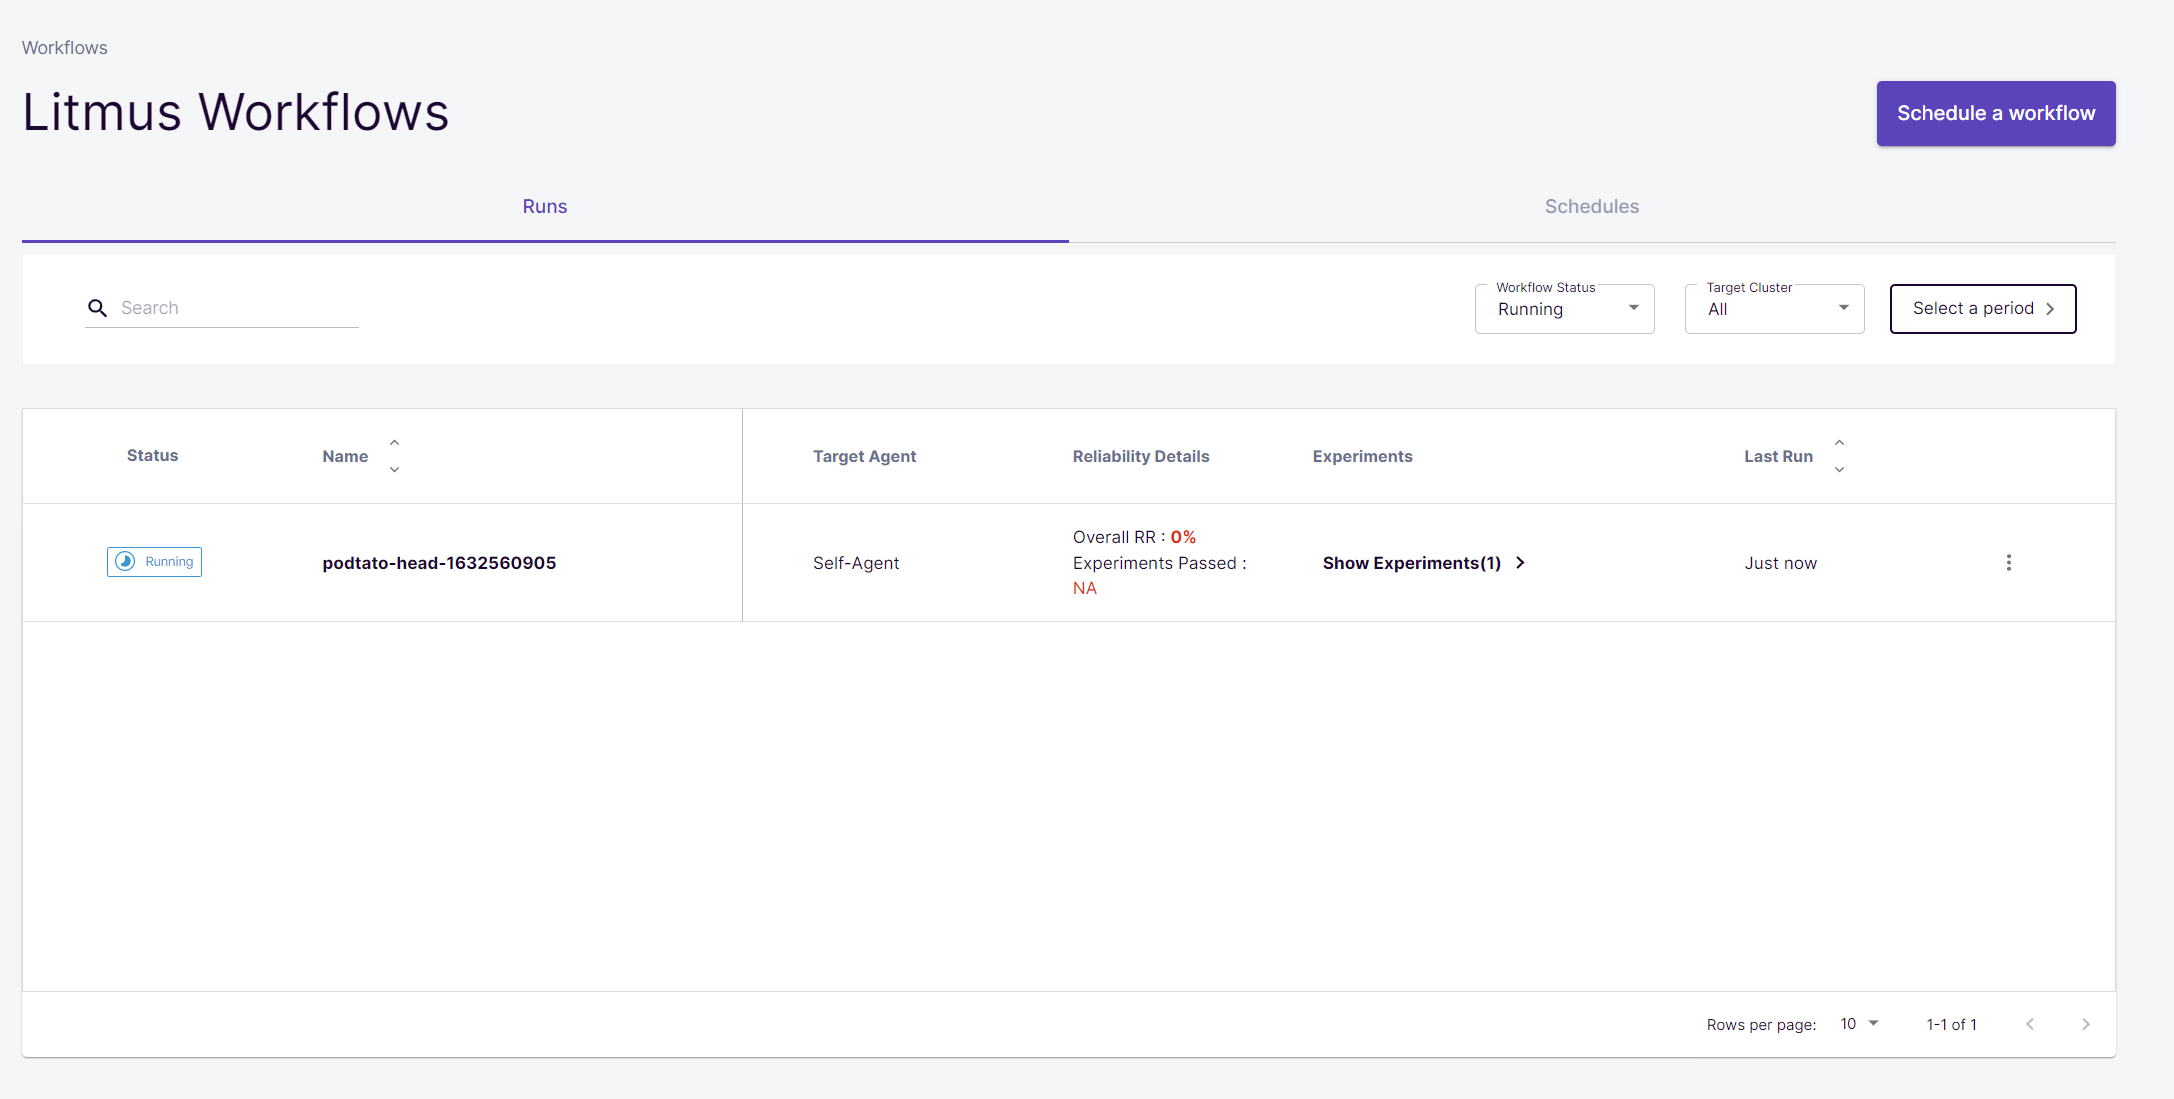 Workflows
Litmus Workflows
Schedule a workflow
Runs
Schedules
Search
Workflow Status
Running
Target Cluster
All
Select a period
Status
Name
Target Agent
Reliability Details
Experiments
Last Run
Running
podtato-head-1632560905
Self-Agent
Overall RR : 0%
Experiments Passed :
NA
Show Experiments(1)
Just now
Rows per page:
10
1-1 of 1